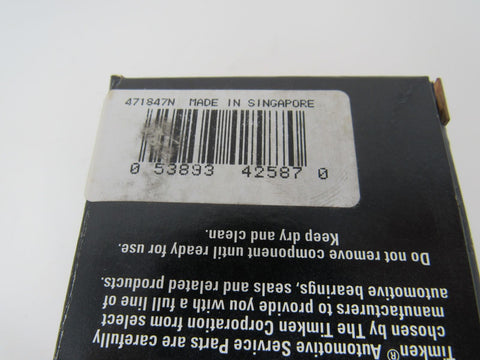 471847N MADE IN SINGAPORE
0 53893 42587 0
Timken® Automotive Service Parts are carefully
chosen by The Timken Corporation from select
manufacturers to provide you with a full line of
automotive bearings, seals and related products.
Do not remove component until ready for use.
Keep dry and clean.